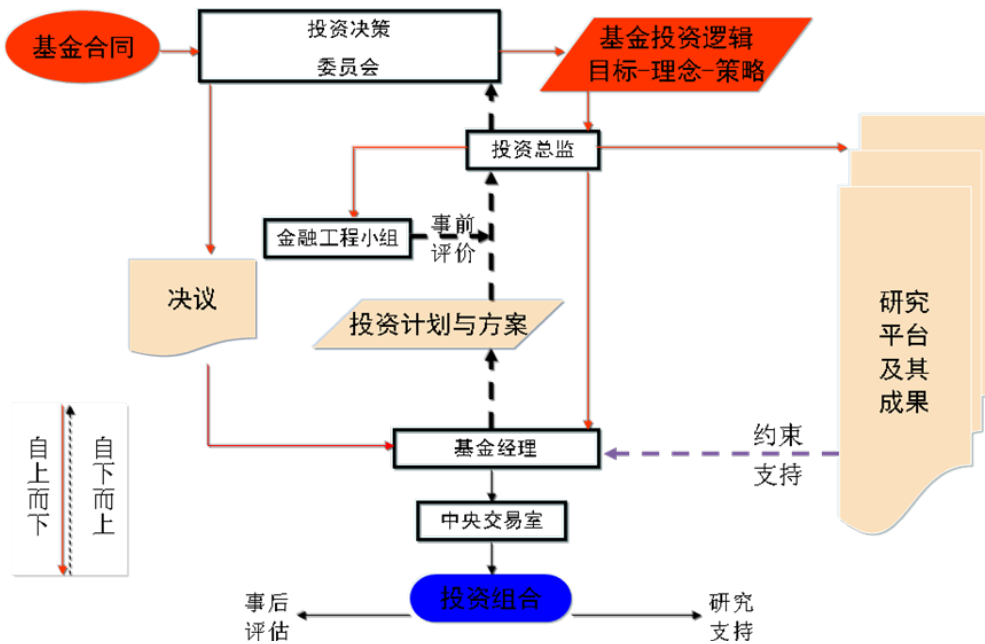 基金合同
投资决策
委员会
基金投资逻辑
目标-理念-策略
投资总监
金融工程小组
事前
评价
决议
投资计划与方案
研究
平台
及其
成果
自上而下
自下而上
基金经理
约束
支持
中央交易室
投资组合
事后
评估
研究
支持